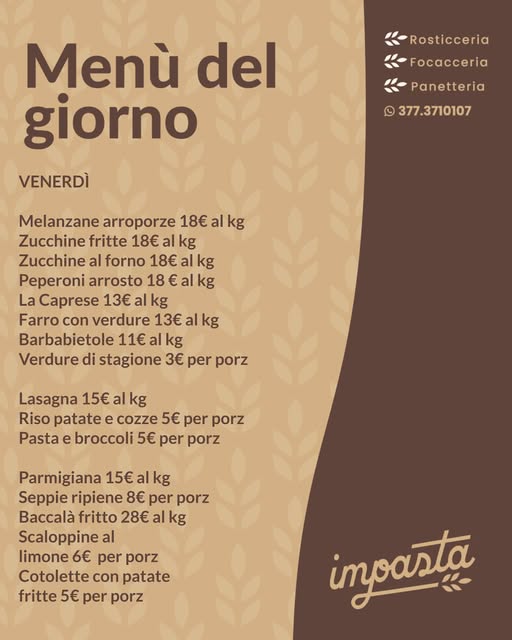 Menù del
giorno
VENERDÌ
Melanzane arroporze 18€ al kg
Zucchine fritte 18€ al kg
Zucchine al forno 18€ al kg
Peperoni arrosto 18 € al kg
La Caprese 13€ al kg
Farro con verdure 13€ al kg
Barbabietole 11€ al kg
Verdure di stagione 3€ per porz
Lasagna 15€ al kg
Riso patate e cozze 5€ per porz
Pasta e broccoli 5€ per porz
Parmigiana 15€ al kg
Seppie ripiene 8€ per porz
Baccalà fritto 28€ al kg
Scaloppine al
limone 6€  per porz
Cotolette con patate
fritte 5€ per porz
Rosticceria
Focacceria
Panetteria
377.3710107
impasta